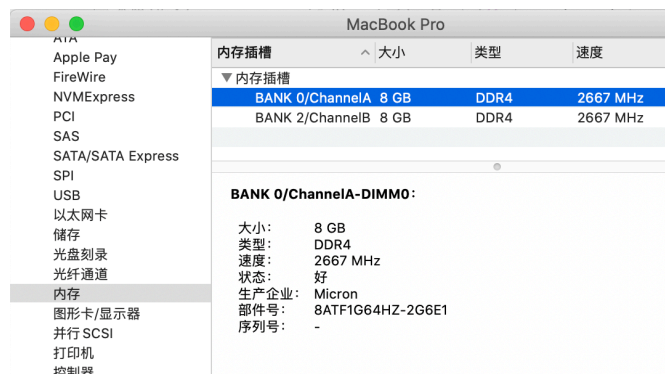 MacBook Pro
ATA
Apple Pay
FireWire
NVMExpress
PCI
SAS
SATA/SATA Express
SPI
USB
以太网卡
储存
光盘刻录
光纤通道
内存
图形卡/显示器
并行 SCSI
打印机
控制器
内存插槽 大小 类型 速度
内存插槽
BANK 0/ChannelA 8 GB DDR4 2667 MHz
BANK 2/ChannelB 8 GB DDR4 2667 MHz
BANK 0/ChannelA-DIMM0：
大小： 8 GB
类型： DDR4
速度： 2667 MHz
状态： 好
生产企业： Micron
部件号： 8ATF1G64HZ-2G6E1
序列号： -